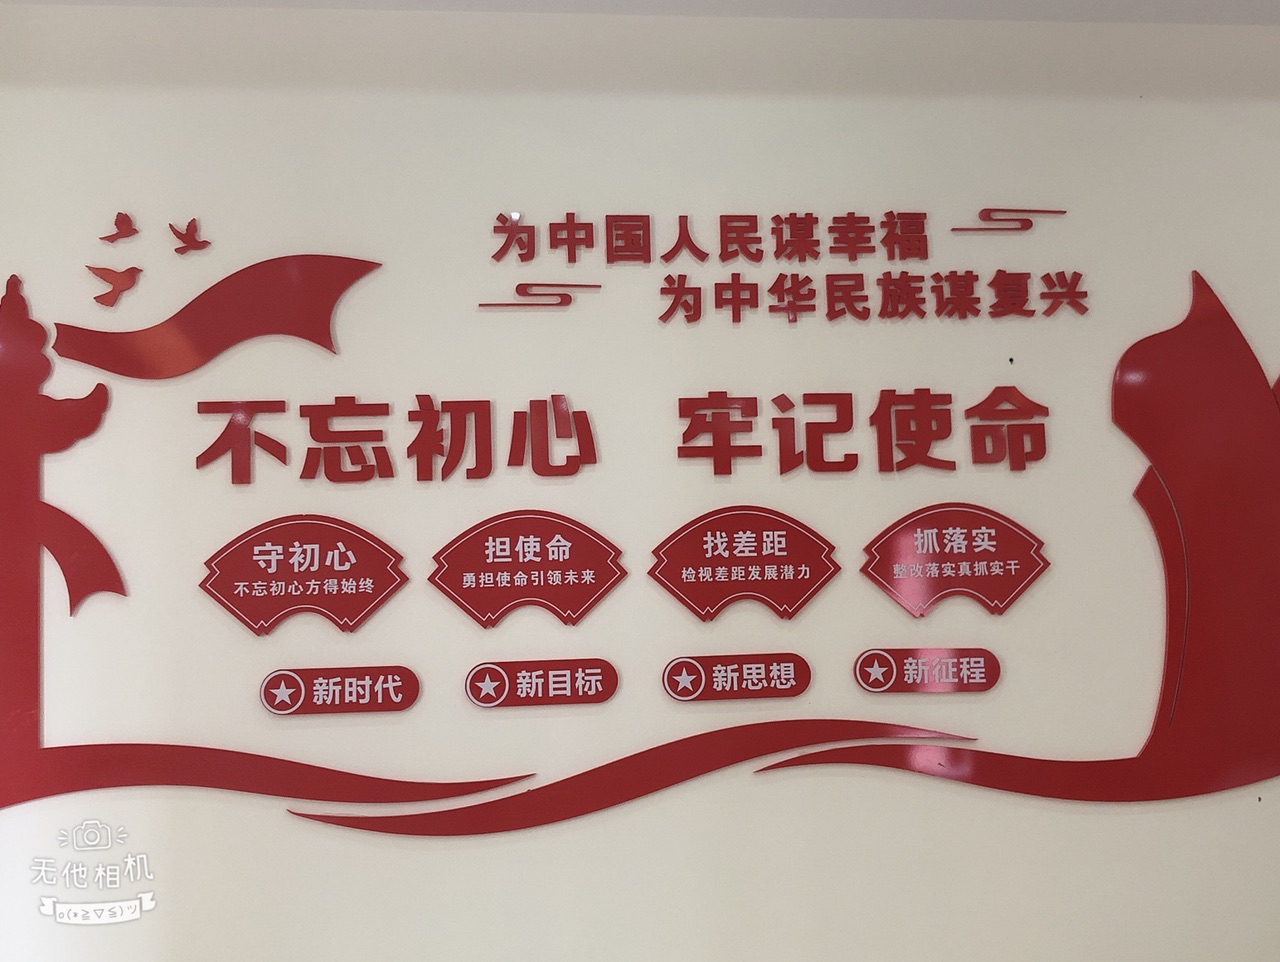 为中国人民谋幸福
为中华民族谋复兴
不忘初心 牢记使命
守初心
不忘初心方得始终
担使命
勇担使命引领未来
找差距
检视差距发展潜力
抓落实
整改落实真抓实干
新时代
新目标
新思想
新征程
无他相机
o(*≧▽≦)ツ